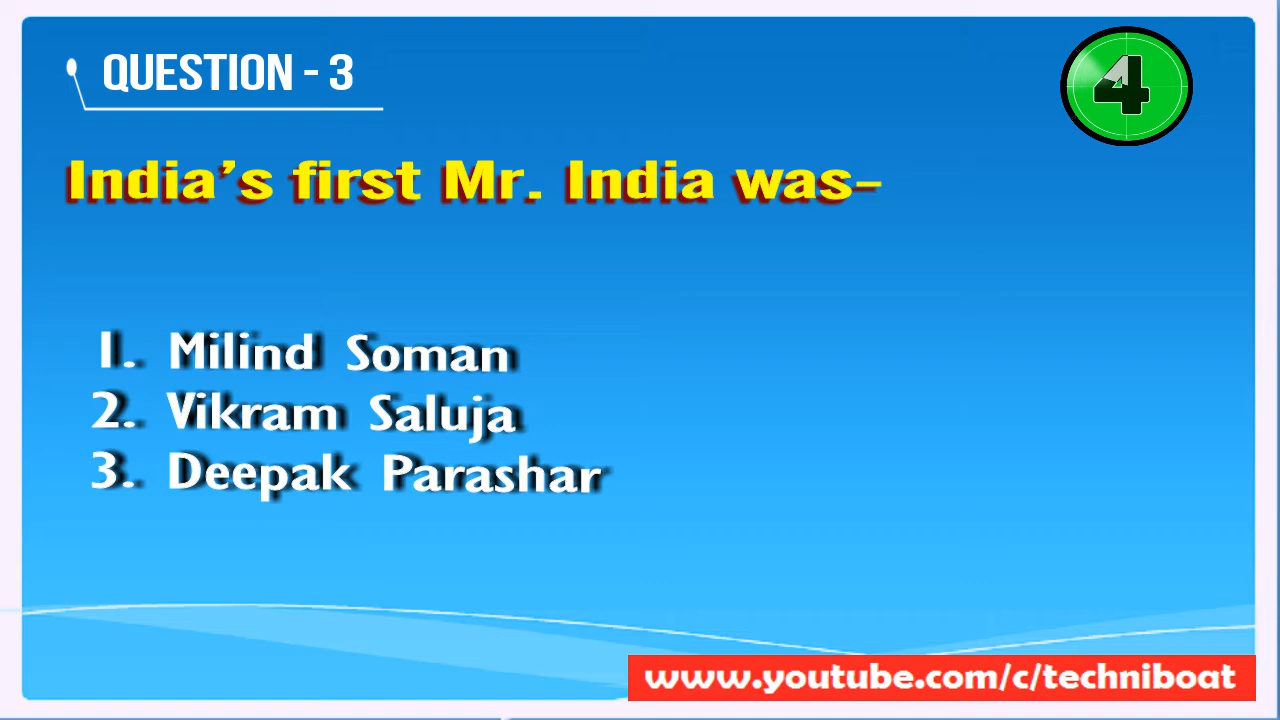 QUESTION - 3
4
India's first Mr. India was-
1. Milind Soman
2. Vikram Saluja
3. Deepak Parashar
www.youtube.com/c/techniboat